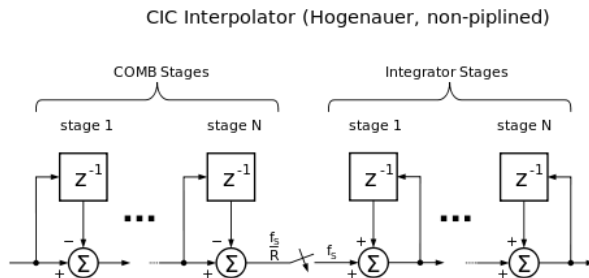 CIC Interpolator (Hogenauer, non-piplined)
COMB Stages
Integrator Stages
stage 1
stage N
stage 1
stage N
z⁻¹
z⁻¹
z⁻¹
z⁻¹
...
...
− + Σ
− + Σ
fₛ/R
fₛ
+ + Σ
+ + Σ